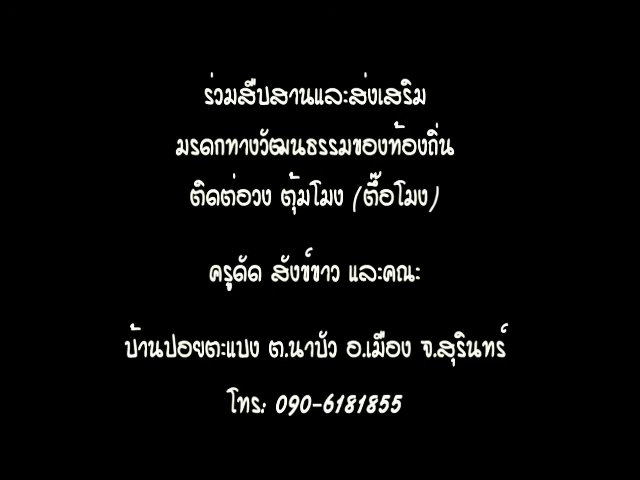 ร่วมสืบสานและส่งเสริม
มรดกทางวัฒนธรรมของท้องถิ่น
ติดต่อวง ตุ้มโมง (ตี๊อโมง)
ครูดัด สังข์ขาว และคณะ
บ้านปอยตะแบง ต.นาบัว อ.เมือง จ.สุรินทร์
โทร: 090-6181855